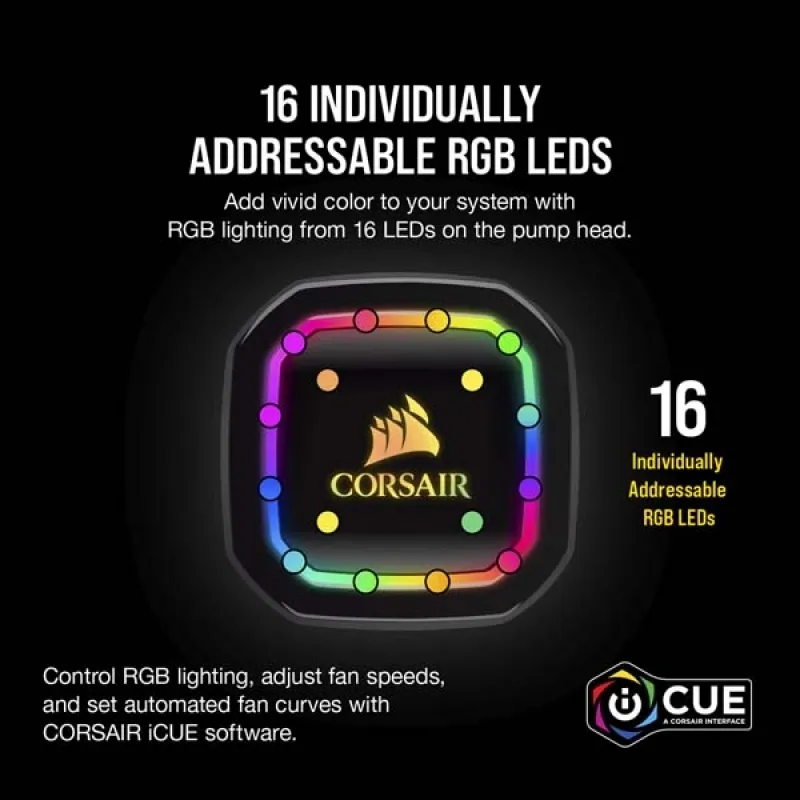 16 INDIVIDUALLY
ADDRESSABLE RGB LEDS
Add vivid color to your system with
RGB lighting from 16 LEDs on the pump head.
CORSAIR
16
Individually
Addressable
RGB LEDs
Control RGB lighting, adjust fan speeds,
and set automated fan curves with
CORSAIR iCUE software.
i CUE
A CORSAIR INTERFACE